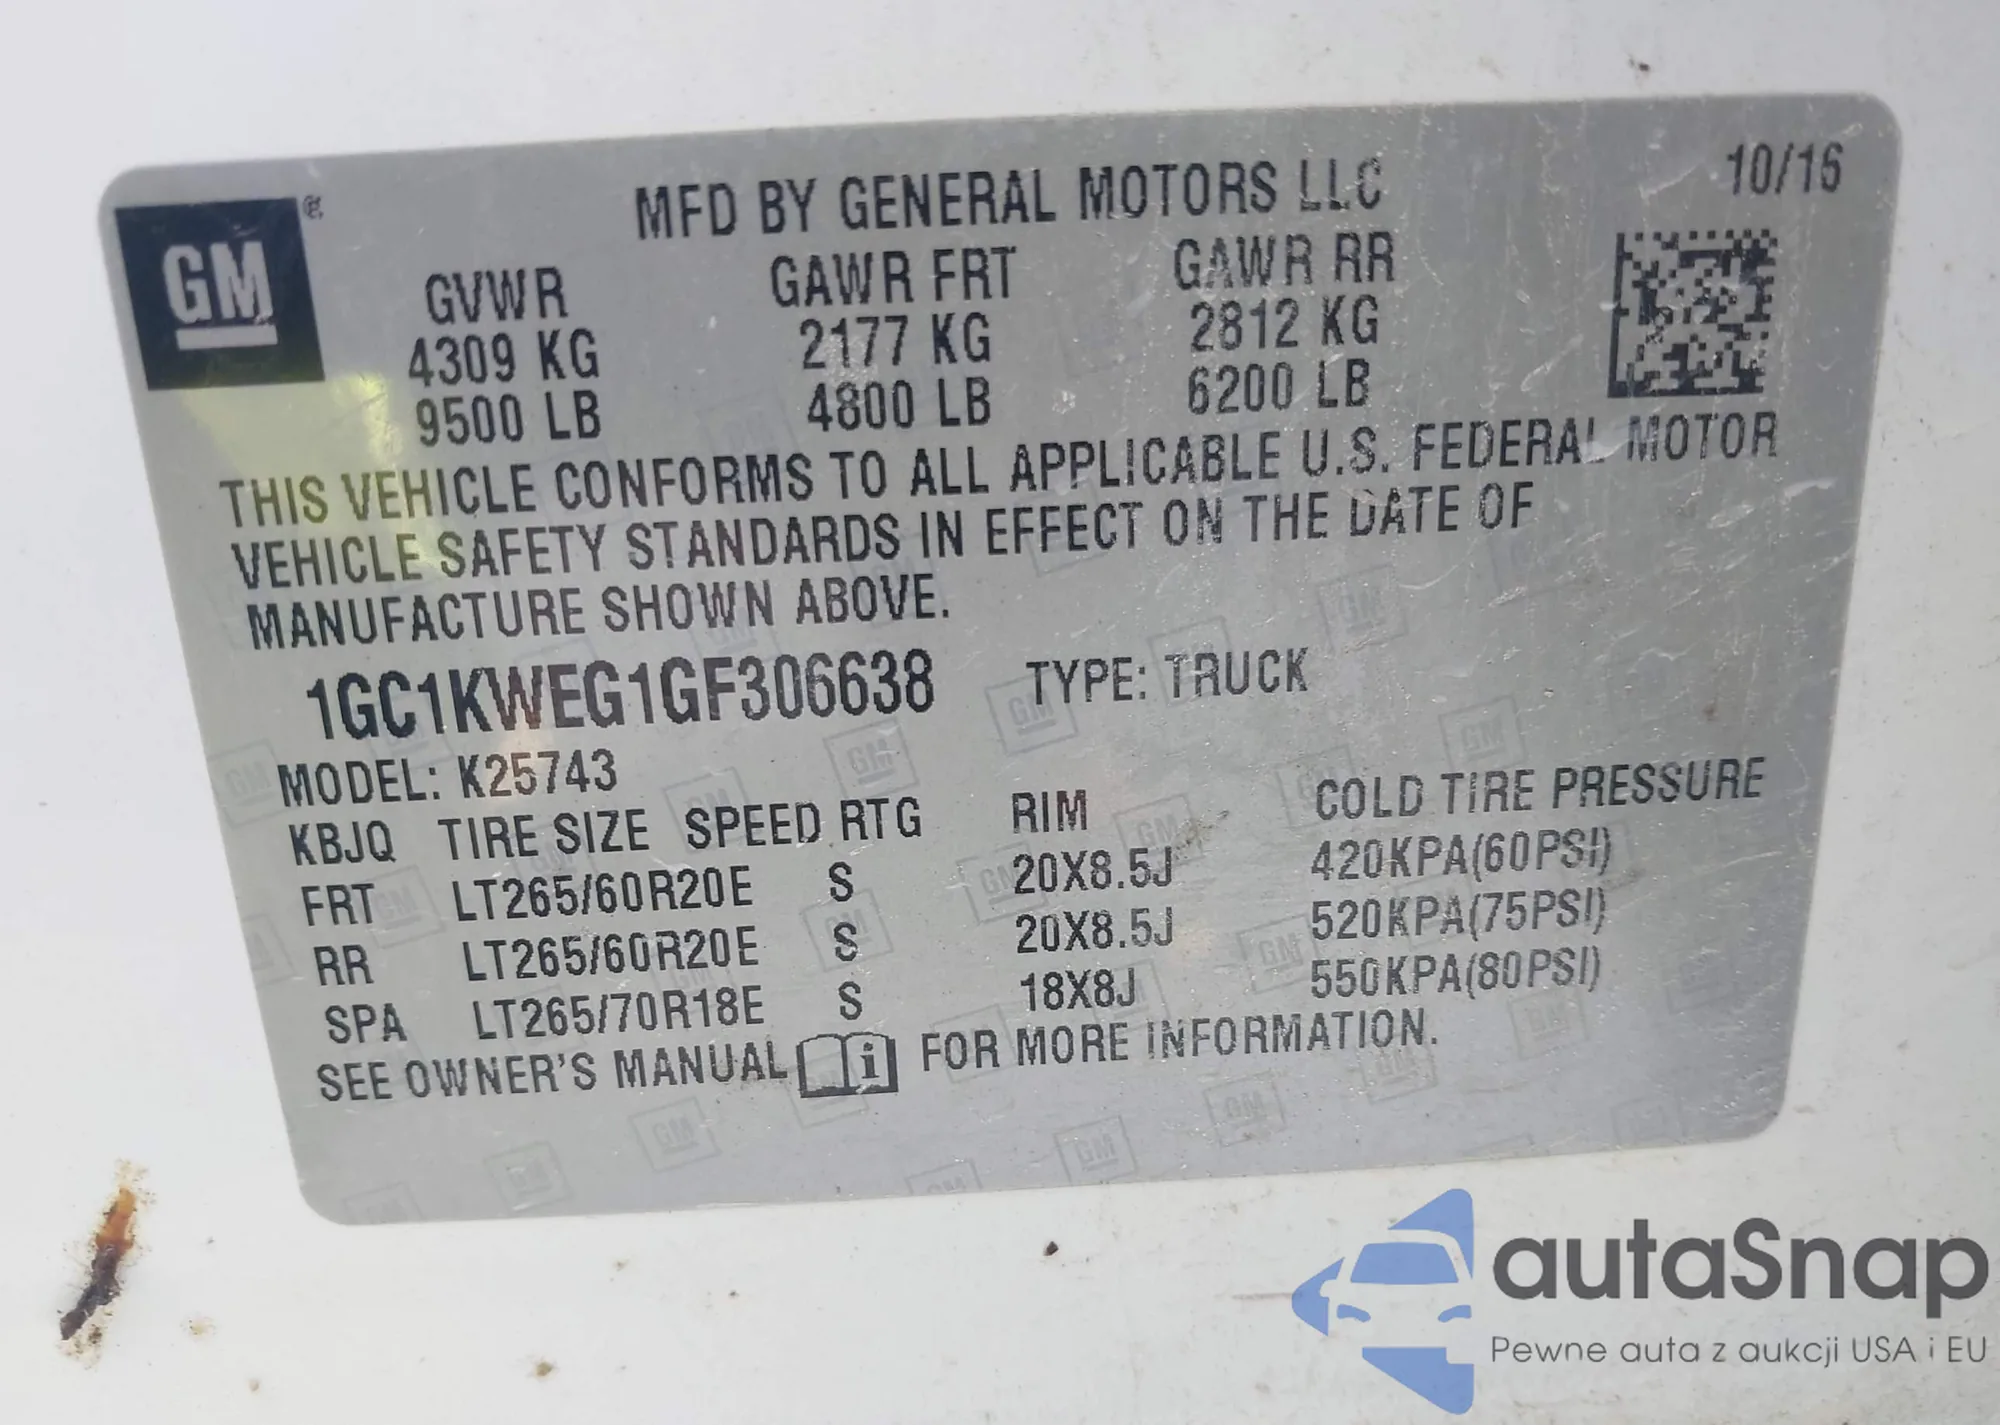 GM ®
MFD BY GENERAL MOTORS LLC
10/16
GVWR GAWR FRT GAWR RR
4309 KG 2177 KG 2812 KG
9500 LB 4800 LB 6200 LB
THIS VEHICLE CONFORMS TO ALL APPLICABLE U.S. FEDERAL MOTOR
VEHICLE SAFETY STANDARDS IN EFFECT ON THE DATE OF
MANUFACTURE SHOWN ABOVE.
1GC1KWEG1GF306638 TYPE: TRUCK
MODEL: K25743
KBJQ TIRE SIZE SPEED RTG RIM COLD TIRE PRESSURE
FRT LT265/60R20E S 20X8.5J 420KPA(60PSI)
RR LT265/60R20E S 20X8.5J 520KPA(75PSI)
SPA LT265/70R18E S 18X8J 550KPA(80PSI)
SEE OWNER'S MANUAL i FOR MORE INFORMATION.
autaSnap
Pewne auta z aukcji USA i EU